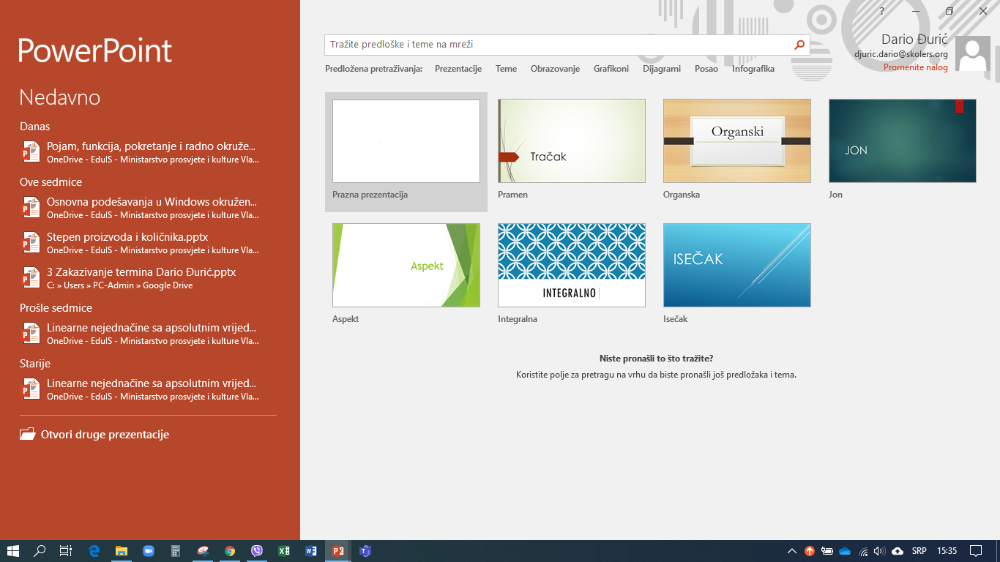 PowerPoint
Nedavno
Danas
Pojam, funkcija, pokretanje i radno okruže...
OneDrive - EduIS - Ministarstvo prosvjete i kulture Vla...
Ove sedmice
Osnovna podešavanja u Windows okružen...
OneDrive - EduIS - Ministarstvo prosvjete i kulture Vla...
Stepen proizvoda i količnika.pptx
OneDrive - EduIS - Ministarstvo prosvjete i kulture Vla...
3 Zakazivanje termina Dario Đurić.pptx
C: » Users » PC-Admin » Google Drive
Prošle sedmice
Linearne nejednačine sa apsolutnim vrijed...
OneDrive - EduIS - Ministarstvo prosvjete i kulture Vla...
Starije
Linearne nejednačine sa apsolutnim vrijed...
OneDrive - EduIS - Ministarstvo prosvjete i kulture Vla...
Otvori druge prezentacije
?
Tražite predloške i teme na mreži
Dario Đurić
djuric.dario@skolers.org
Promenite nalog
Predložena pretraživanja: Prezentacije Teme Obrazovanje Grafikoni Dijagrami Posao Infografika
Tračak
Organski
JON
Prazna prezentacija Pramen Organska Jon
Aspekt
INTEGRALNO
ISEČAK
Aspekt Integralna Isečak
Niste pronašli to što tražite?
Koristite polje za pretragu na vrhu da biste pronašli još predložaka i tema.
SRP 15:35